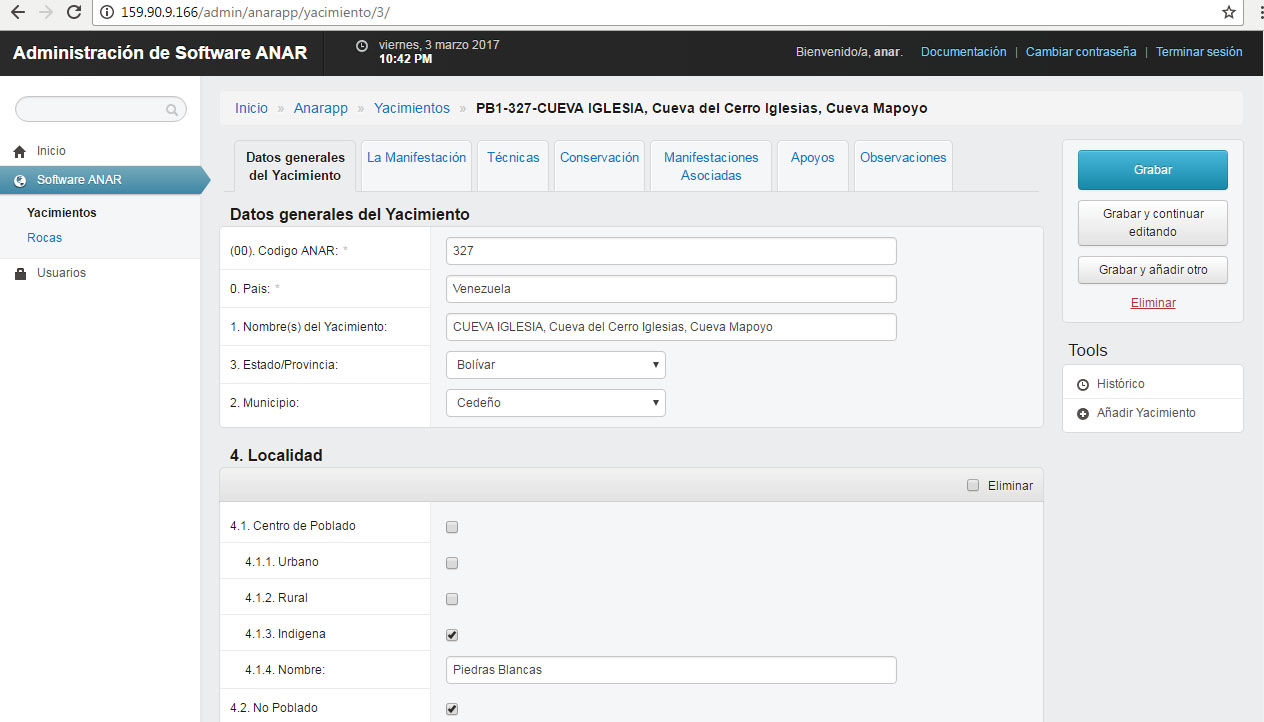 159.90.9.166/admin/anarapp/yacimiento/3/
Administración de Software ANAR
viernes, 3 marzo 2017
10:42 PM
Bienvenido/a, anar. Documentación | Cambiar contraseña | Terminar sesión
Inicio
Software ANAR
Yacimientos
Rocas
Usuarios
Inicio » Anarapp » Yacimientos » PB1-327-CUEVA IGLESIA, Cueva del Cerro Iglesias, Cueva Mapoyo
Datos generales
del Yacimiento
La Manifestación
Técnicas
Conservación
Manifestaciones
Asociadas
Apoyos
Observaciones
Datos generales del Yacimiento
(00). Codigo ANAR: * 327
0. Pais: * Venezuela
1. Nombre(s) del Yacimiento: CUEVA IGLESIA, Cueva del Cerro Iglesias, Cueva Mapoyo
3. Estado/Provincia: Bolívar
2. Municipio: Cedeño
4. Localidad
Eliminar
4.1. Centro de Poblado
4.1.1. Urbano
4.1.2. Rural
4.1.3. Indigena
4.1.4. Nombre: Piedras Blancas
4.2. No Poblado
Grabar
Grabar y continuar
editando
Grabar y añadir otro
Eliminar
Tools
Histórico
Añadir Yacimiento